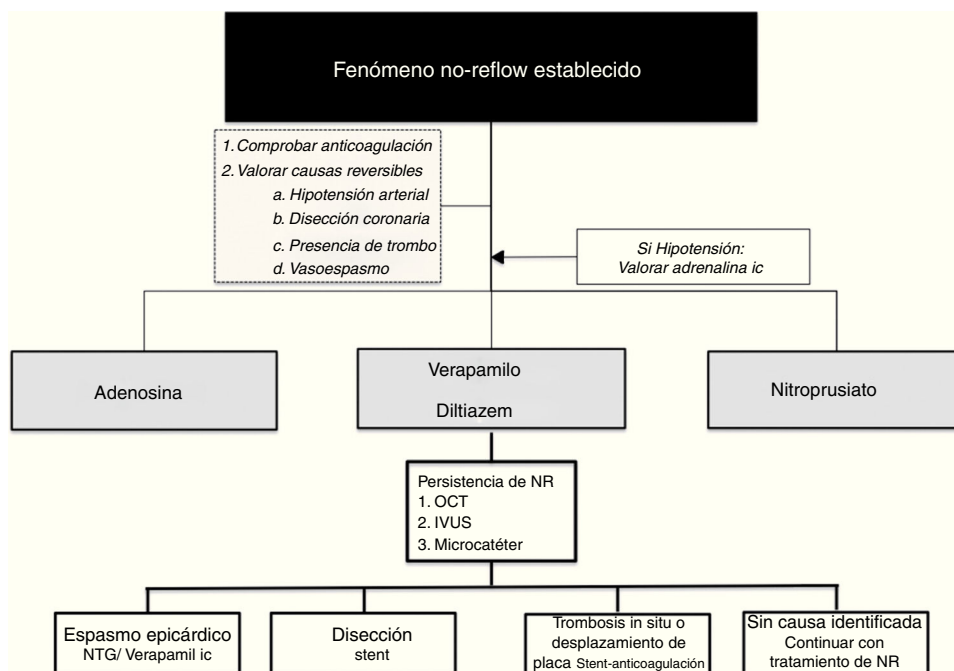 Fenómeno no-reflow establecido
1. Comprobar anticoagulación
2. Valorar causas reversibles
a. Hipotensión arterial
b. Disección coronaria
c. Presencia de trombo
d. Vasoespasmo
Si Hipotensión:
Valorar adrenalina ic
Adenosina
Verapamilo
Diltiazem
Nitroprusiato
Persistencia de NR
1. OCT
2. IVUS
3. Microcatéter
Espasmo epicárdico
NTG/ Verapamil ic
Disección
stent
Trombosis in situ o
desplazamiento de
placa Stent-anticoagulación
Sin causa identificada
Continuar con
tratamiento de NR